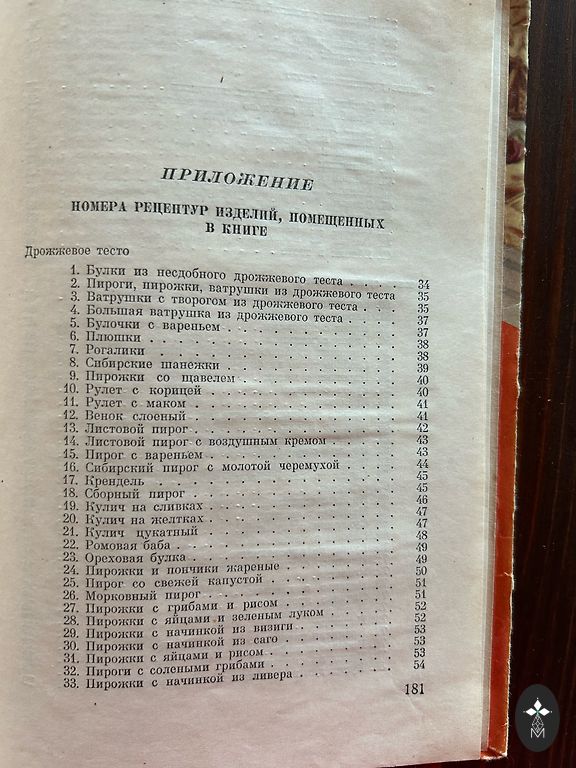 ПРИЛОЖЕНИЕ
НОМЕРА РЕЦЕПТУР ИЗДЕЛИЙ, ПОМЕЩЕННЫХ
В КНИГЕ
Дрожжевое тесто
1. Булки из несдобного дрожжевого теста . . . . . 34
2. Пироги, пирожки, ватрушки из дрожжевого теста 35
3. Ватрушки с творогом из дрожжевого теста . . . 35
4. Большая ватрушка из дрожжевого теста . . . . 37
5. Булочки с вареньем . . . . . . . . . . 37
6. Плюшки . . . . . . . . . . 38
7. Рогалики . . . . . . . . . . 38
8. Сибирские шанежки . . . . . . . . . . 39
9. Пирожки со щавелем . . . . . . . . . . 40
10. Рулет с корицей . . . . . . . . . . 40
11. Рулет с маком . . . . . . . . . . 41
12. Венок слоеный . . . . . . . . . . 41
13. Листовой пирог . . . . . . . . . . 42
14. Листовой пирог с воздушным кремом . . . . . 43
15. Пирог с вареньем . . . . . . . . . . 43
16. Сибирский пирог с молотой черемухой . . . . . 44
17. Крендель . . . . . . . . . . 45
18. Сборный пирог . . . . . . . . . . 45
19. Кулич на сливках . . . . . . . . . . 46
20. Кулич на желтках . . . . . . . . . . 47
21. Кулич цукатный . . . . . . . . . . 47
22. Ромовая баба . . . . . . . . . . 48
23. Ореховая булка . . . . . . . . . . 49
24. Пирожки и пончики жареные . . . . . . . 49
25. Пирог со свежей капустой . . . . . . . . 50
26. Морковный пирог . . . . . . . . . . 51
27. Пирожки с грибами и рисом . . . . . . . 51
28. Пирожки с яйцами и зеленым луком . . . . . 52
29. Пирожки с начинкой из визиги . . . . . . . 52
30. Пирожки с начинкой из саго . . . . . . . 53
31. Пирожки с яйцами и рисом . . . . . . . . 53
32. Пироги с солеными грибами . . . . . . . . 53
33. Пирожки с начинкой из ливера . . . . . . . 54
181
М